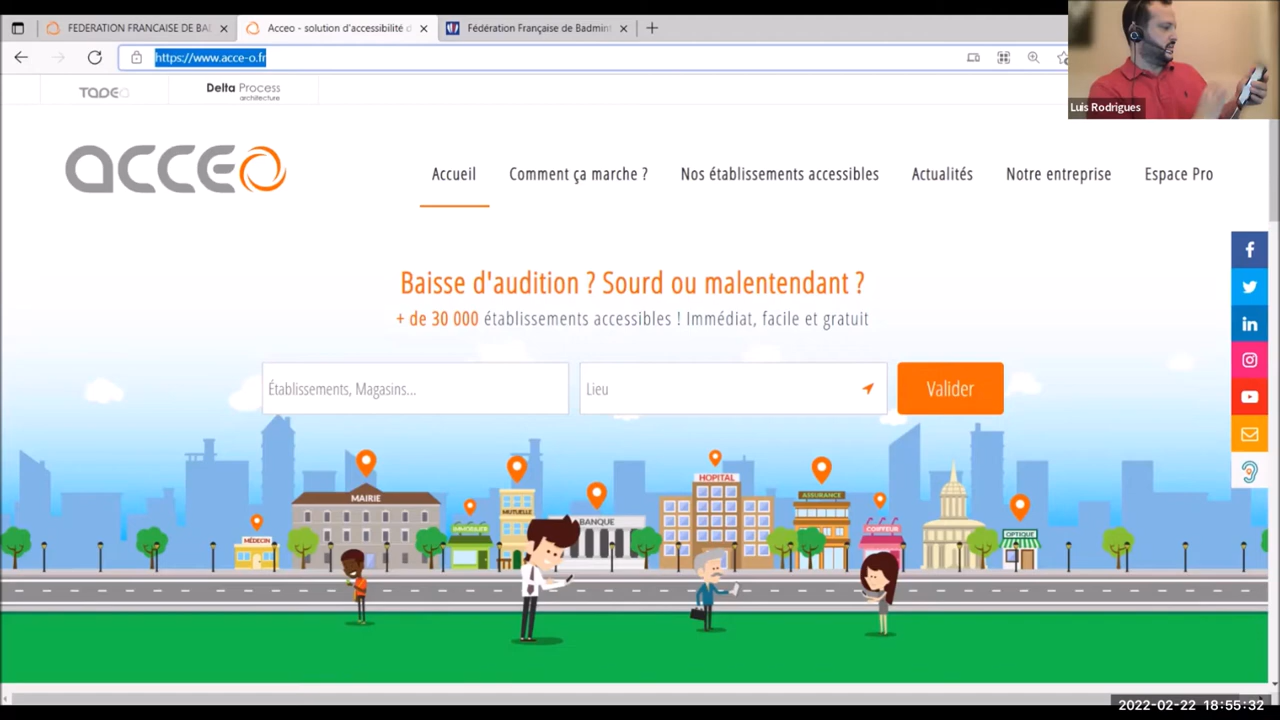 FEDERATION FRANCAISE DE BA
Acceo - solution d'accessibilité d
Fédération Française de Badmint
https://www.acce-o.fr
TADEO
Delta Process
architecture
Luis Rodrigues
acceo
Accueil
Comment ça marche ?
Nos établissements accessibles
Actualités
Notre entreprise
Espace Pro
Baisse d'audition ? Sourd ou malentendant ?
+ de 30 000 établissements accessibles ! Immédiat, facile et gratuit
Établissements, Magasins...
Lieu
Valider
MAIRIE
MÉDECIN
IMMOBILIER
MUTUELLE
BANQUE
HOPITAL
ASSURANCE
COIFFEUR
OPTIQUE
2022-02-22 18:55:32